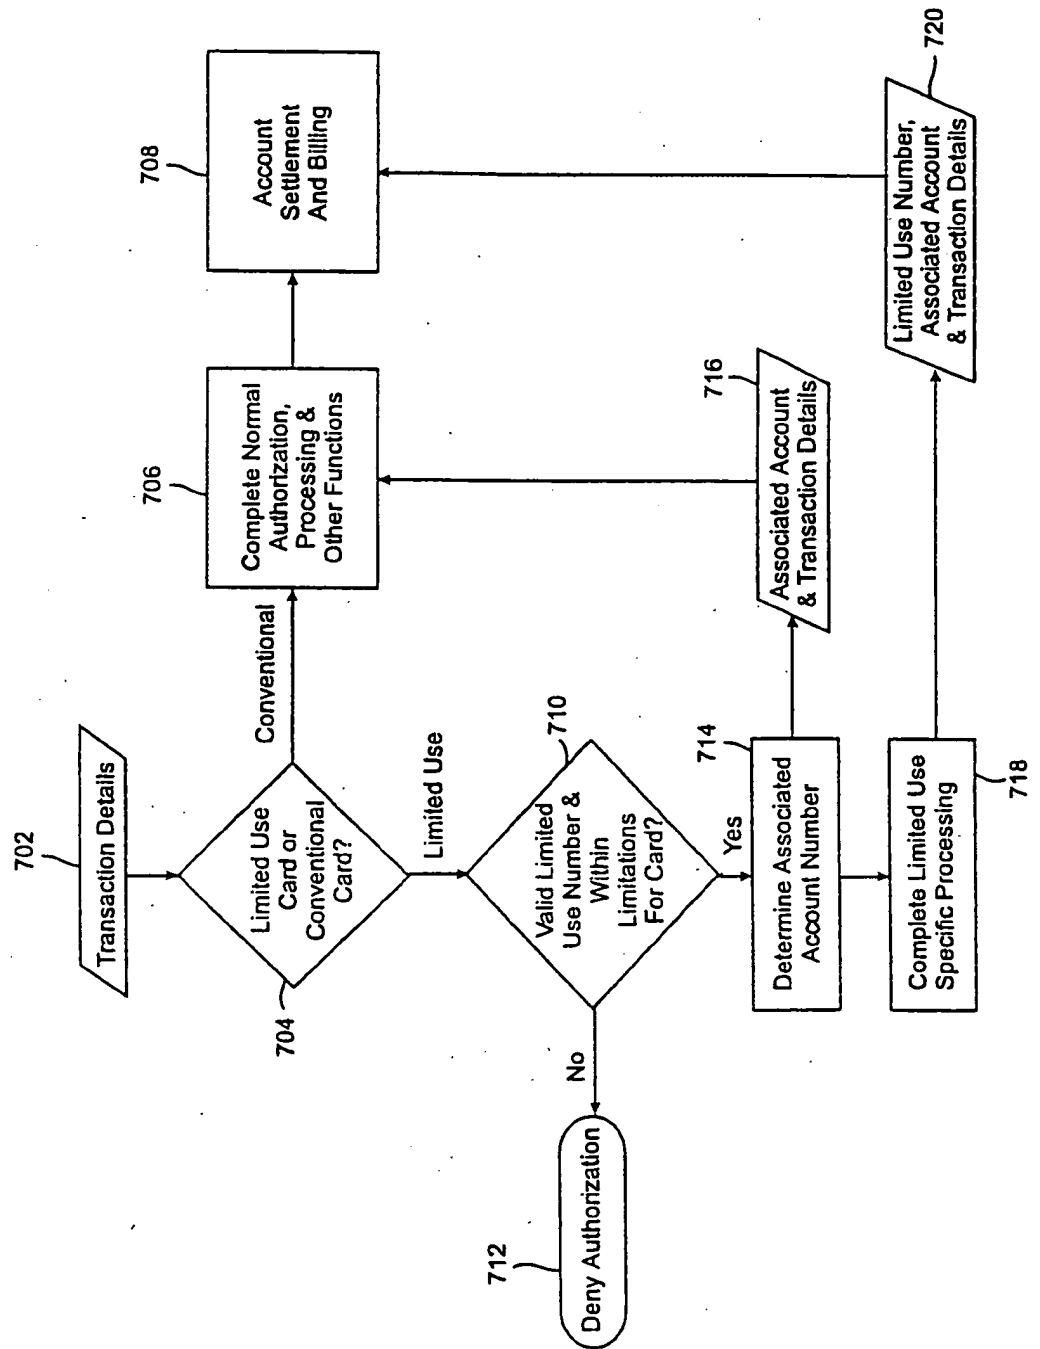 702
Transaction Details
704
Limited Use
Card or
Conventional
Card?
Conventional
706
Complete Normal
Authorization,
Processing &
Other Functions
708
Account
Settlement
And Billing
Limited Use
710
Valid Limited
Use Number &
Within
Limitations
For Card?
No
712
Deny Authorization
Yes
714
Determine Associated
Account Number
716
Associated Account
& Transaction Details
Complete Limited Use
Specific Processing
718
720
Limited Use Number,
Associated Account
& Transaction Details